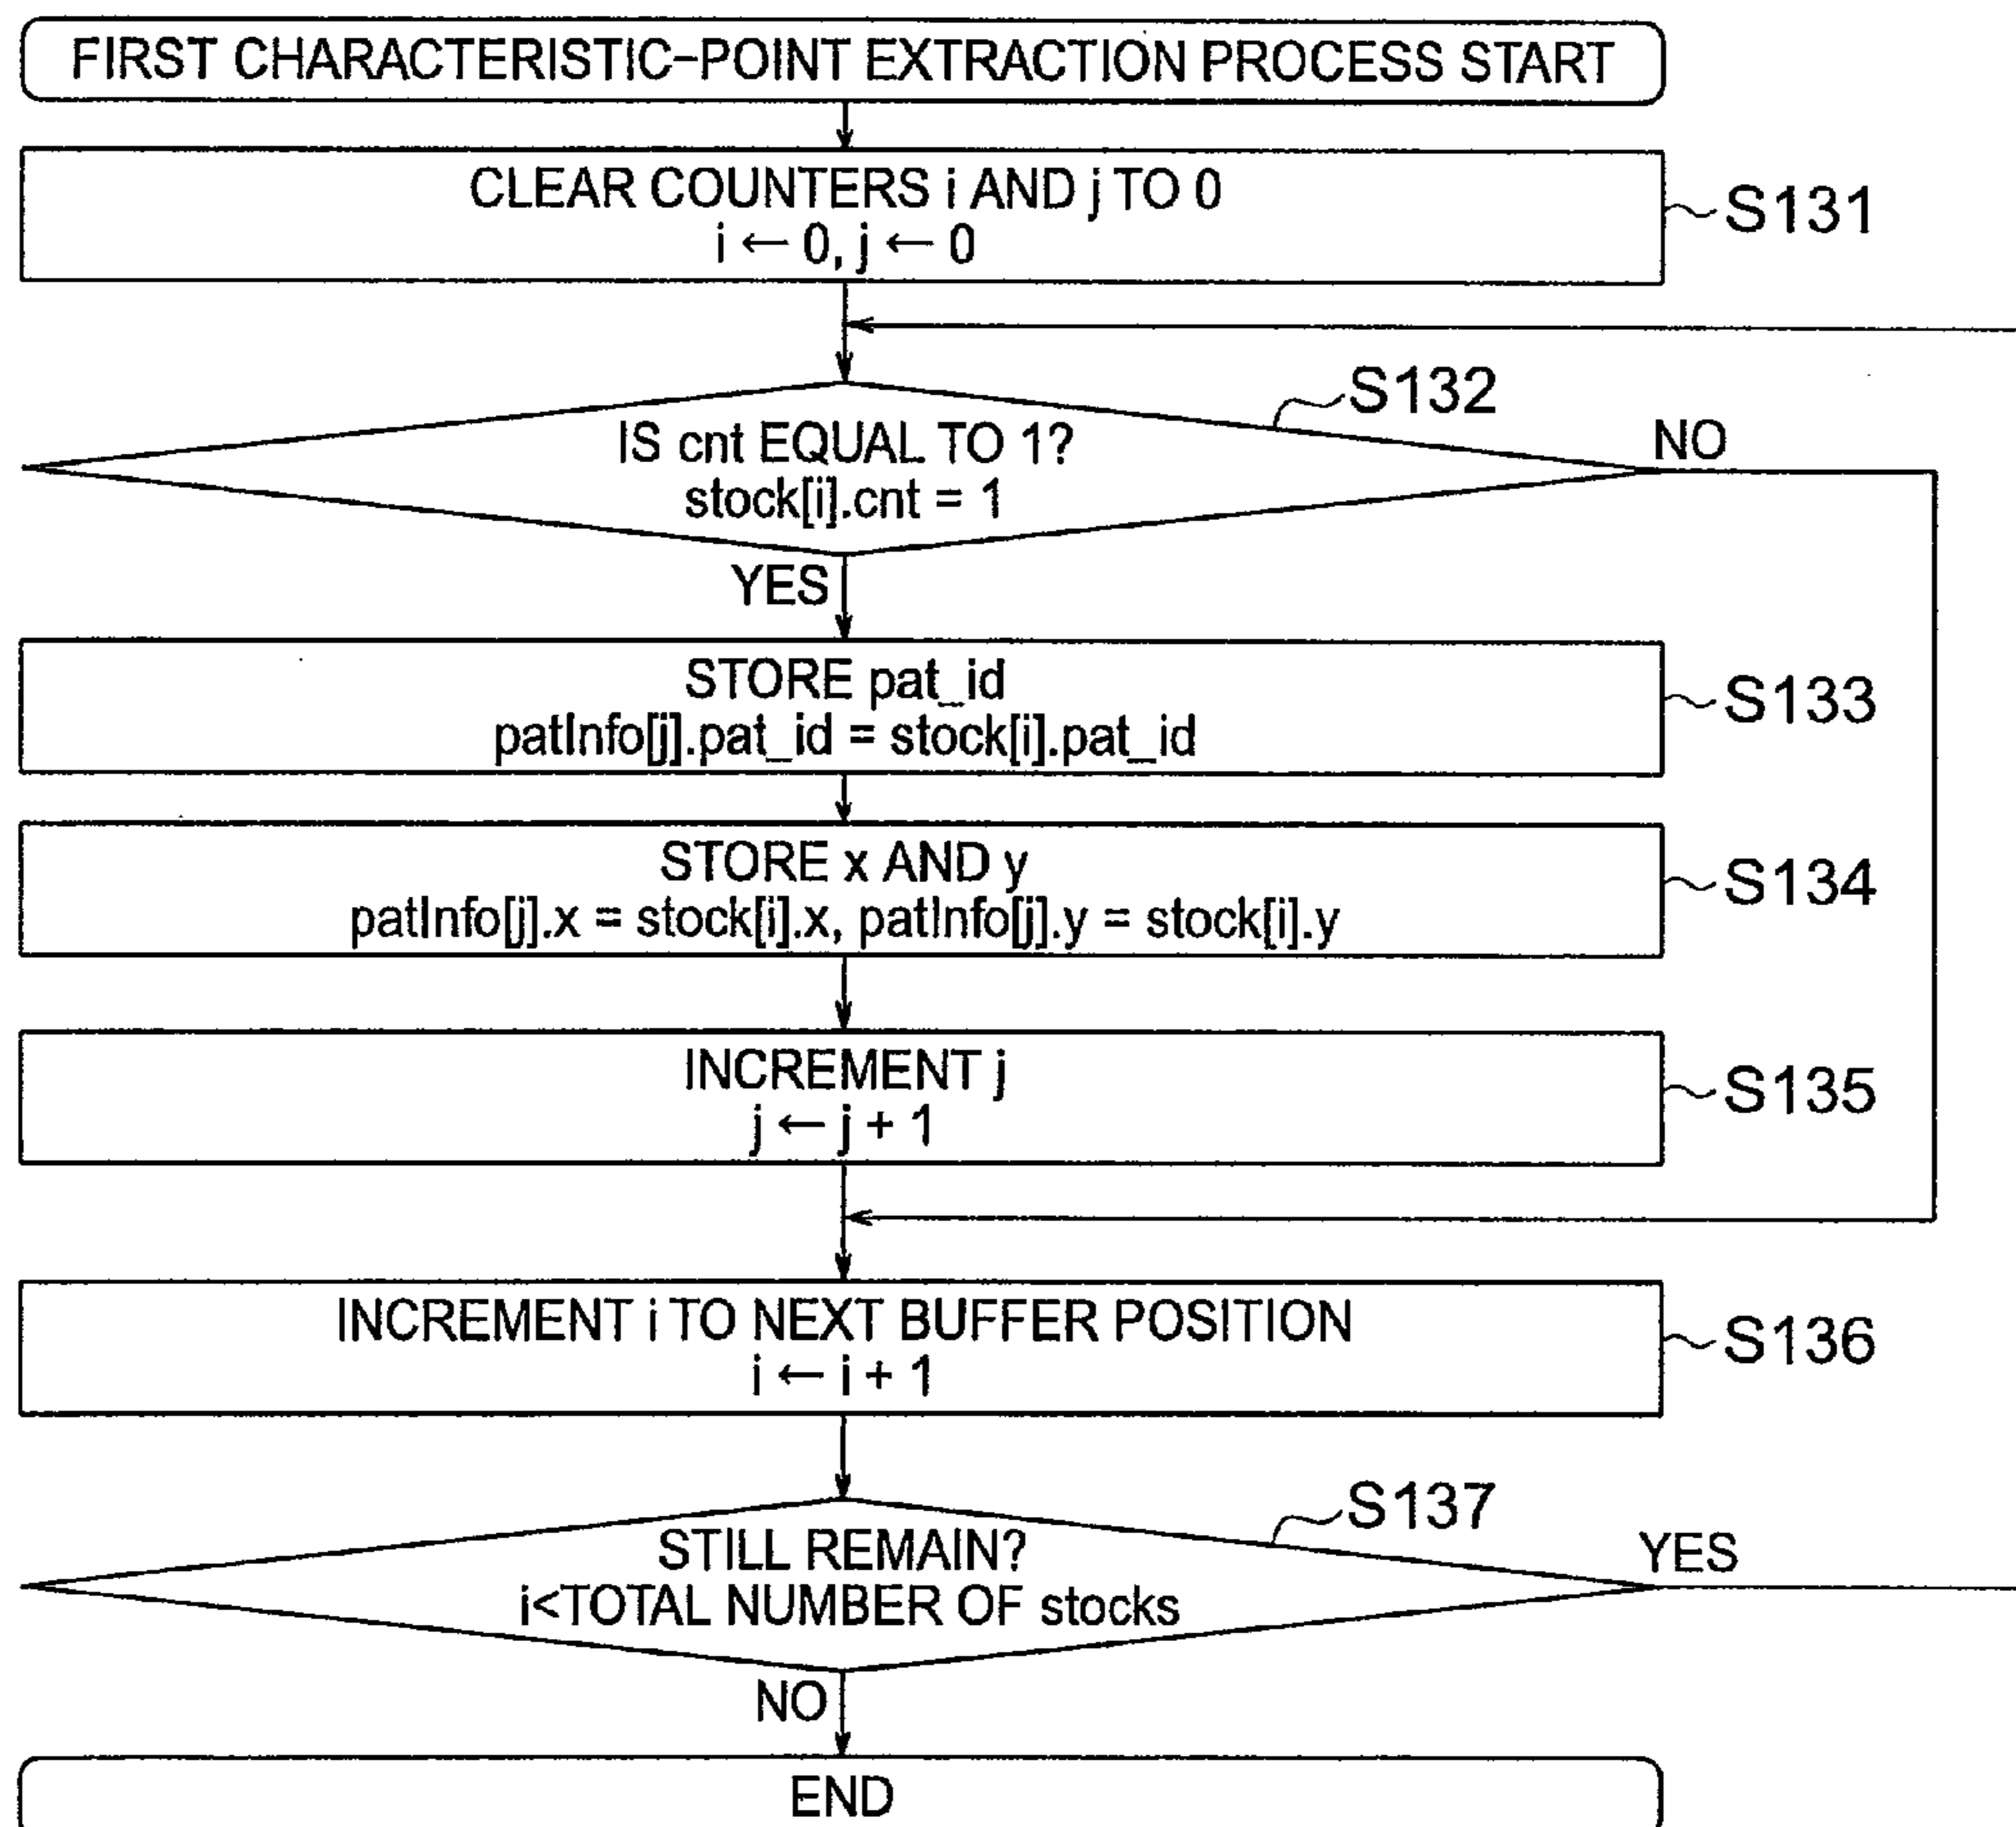 FIRST CHARACTERISTIC-POINT EXTRACTION PROCESS START
CLEAR COUNTERS i AND j TO 0
i ← 0, j ← 0
S131
S132
IS cnt EQUAL TO 1?
stock[i].cnt = 1
NO
YES
STORE pat_id
patInfo[j].pat_id = stock[i].pat_id
S133
STORE x AND y
patInfo[j].x = stock[i].x, patInfo[j].y = stock[i].y
S134
INCREMENT j
j ← j + 1
S135
INCREMENT i TO NEXT BUFFER POSITION
i ← i + 1
S136
S137
STILL REMAIN?
i<TOTAL NUMBER OF stocks
YES
NO
END